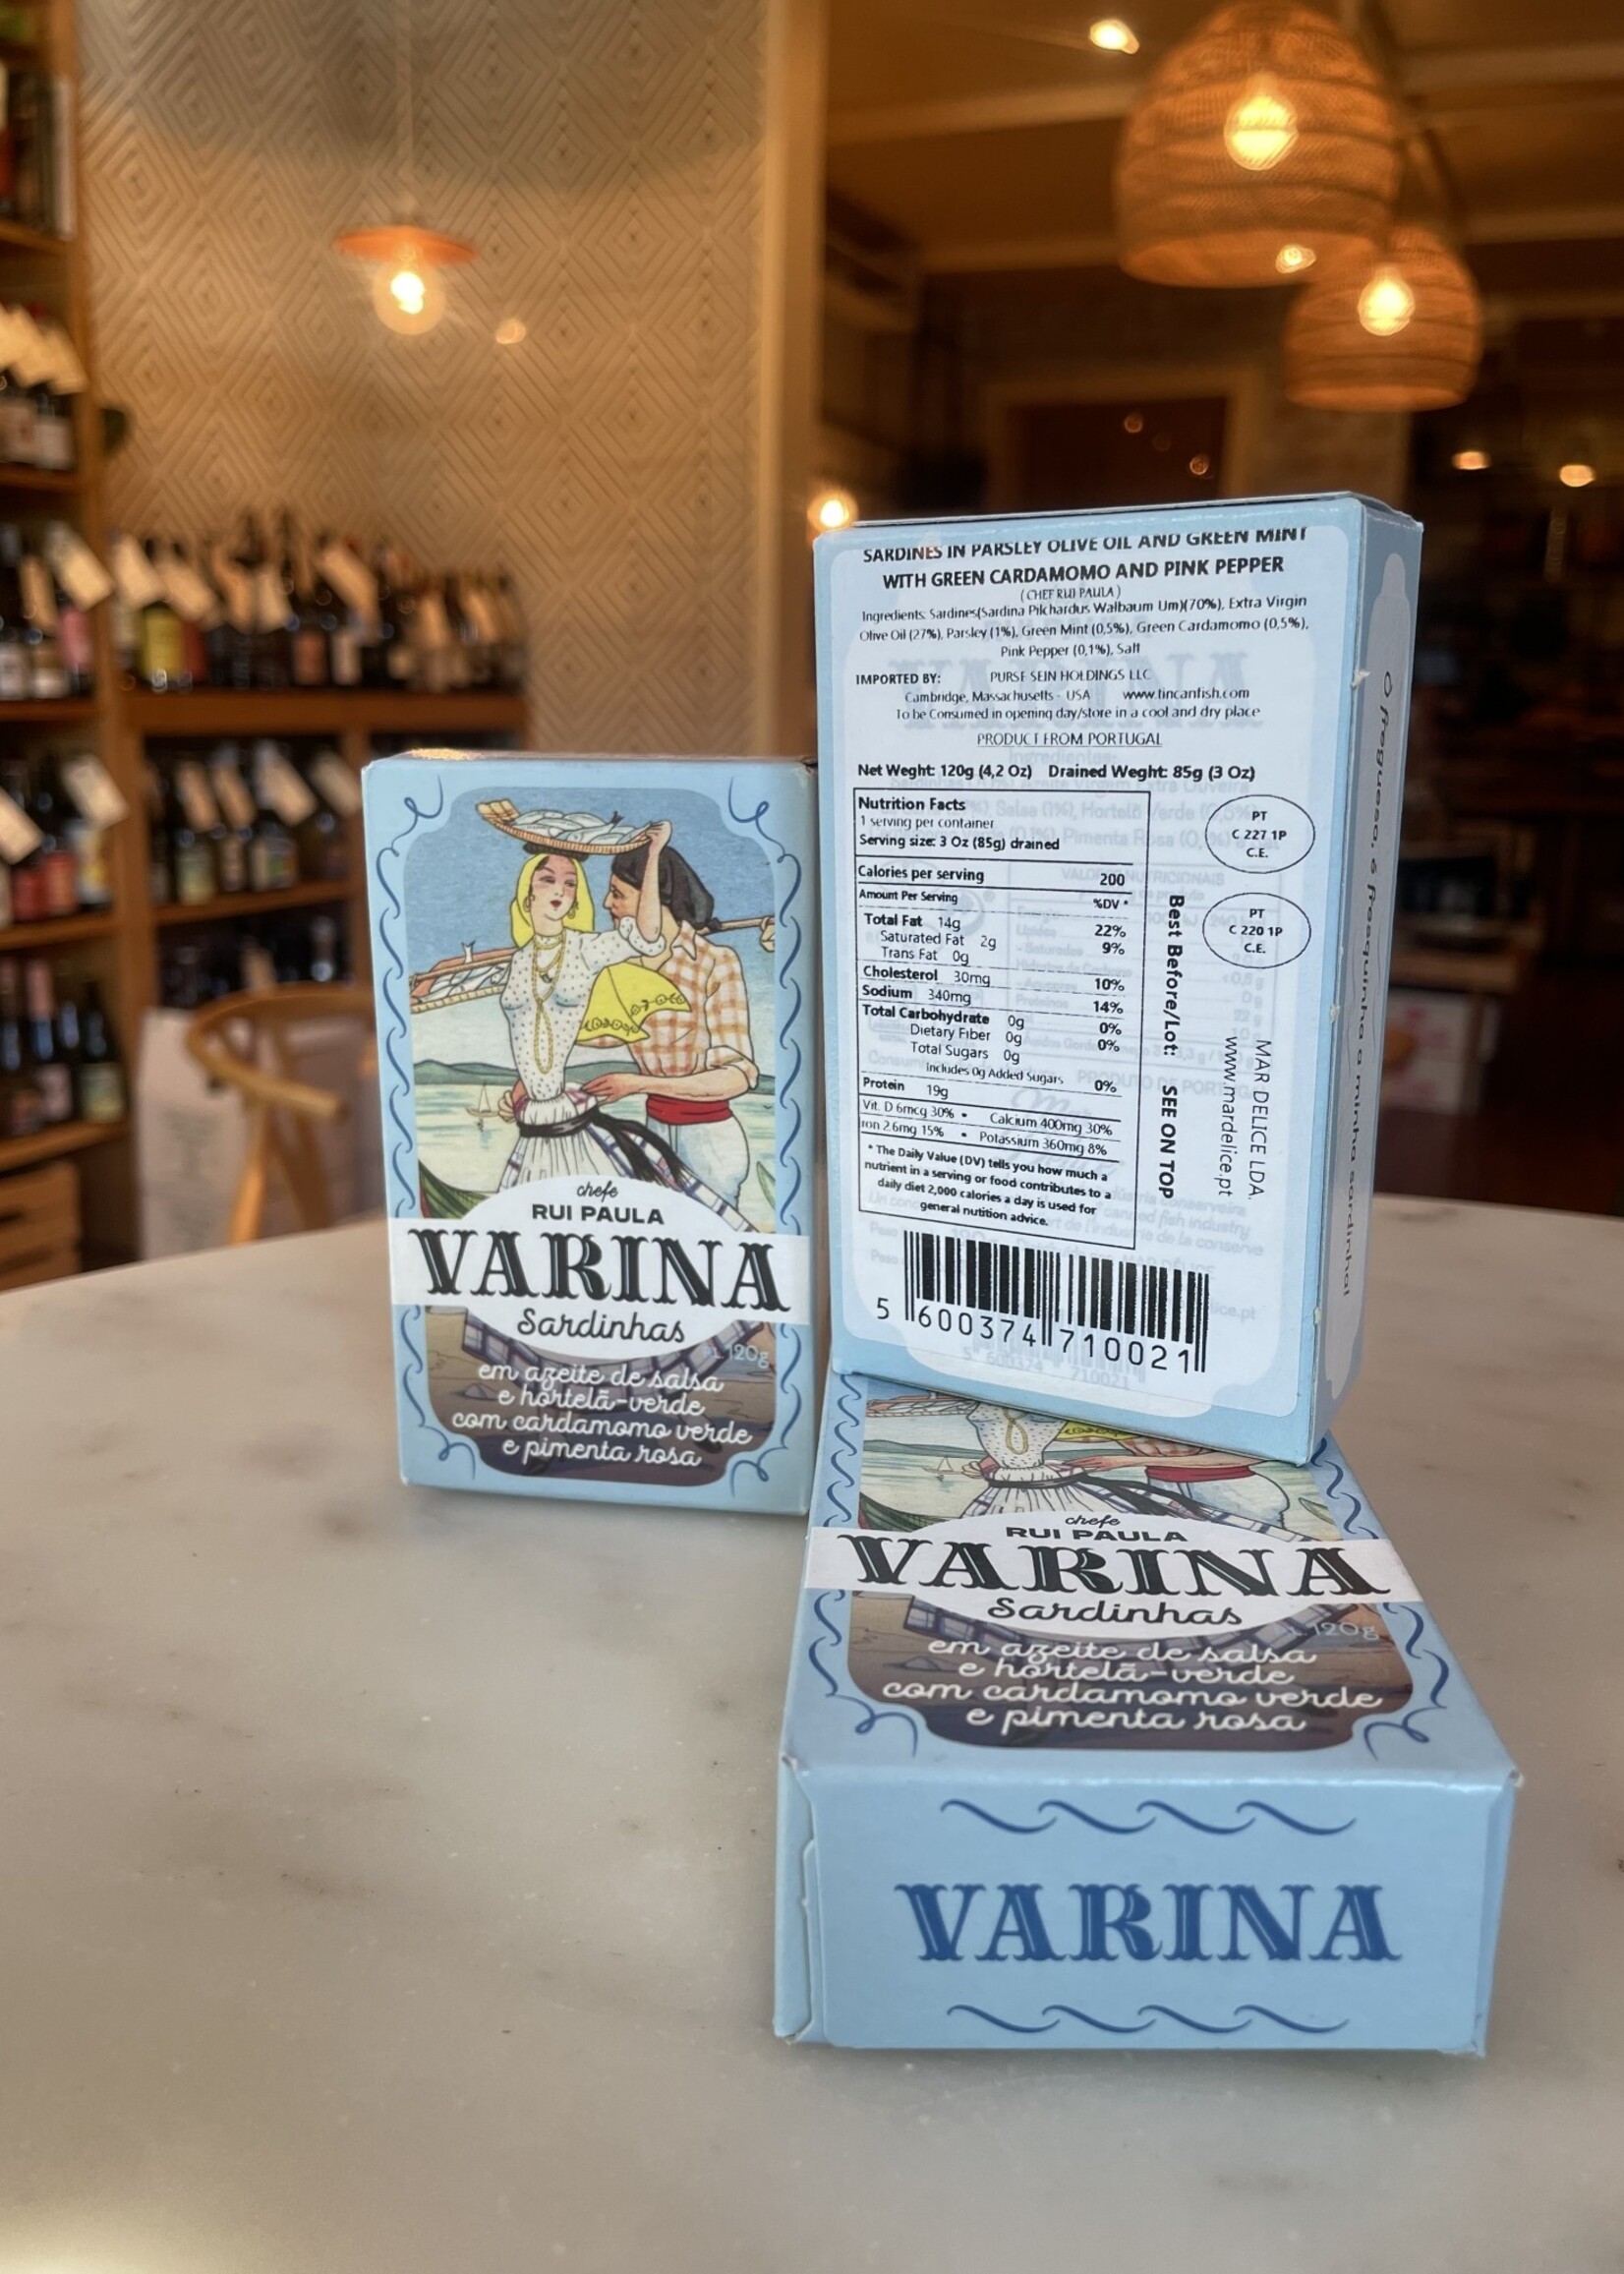 chefe
RUI PAULA
VARINA
Sardinhas
120g
em azeite de salsa
e hortelã-verde
com cardamomo verde
e pimenta rosa
SARDINES IN PARSLEY OLIVE OIL AND GREEN MINT
WITH GREEN CARDAMOMO AND PINK PEPPER
(CHEF RUI PAULA)
Ingredients: Sardines(Sardina Pilchardus Walbaum Um)(70%), Extra Virgin
Olive Oil (27%), Parsley (1%), Green Mint (0,5%), Green Cardamomo (0,5%),
Pink Pepper (0,1%), Salt
IMPORTED BY: PURSE SEIN HOLDINGS LLC
Cambridge, Massachusetts - USA www.tincanfish.com
To be Consumed in opening day/store in a cool and dry place
PRODUCT FROM PORTUGAL
Net Weght: 120g (4,2 Oz) Drained Weght: 85g (3 Oz)
Nutrition Facts
1 serving per container
Serving size: 3 Oz (85g) drained
Calories per serving 200
Amount Per Serving %DV *
Total Fat 14g 22%
Saturated Fat 2g 9%
Trans Fat 0g
Cholesterol 30mg 10%
Sodium 340mg 14%
Total Carbohydrate 0g 0%
Dietary Fiber 0g 0%
Total Sugars 0g
Includes 0g Added Sugars 0%
Protein 19g
Vit. D 6mcg 30% • Calcium 400mg 30%
ron 2.6mg 15% • Potassium 360mg 8%
* The Daily Value (DV) tells you how much a
nutrient in a serving or food contributes to a
daily diet 2,000 calories a day is used for
general nutition advice.
Best Before/Lot: SEE ON TOP
PT
C 227 1P
C.E.
PT
C 220 1P
C.E.
MAR DELICE LDA.
www.mardelice.pt
5 600374 710021
Ó freguesa, é fresquinha a minha sardinha!
chefe
RUI PAULA
VARINA
Sardinhas
120g
em azeite de salsa
e hortelã-verde
com cardamomo verde
e pimenta rosa
VARINA